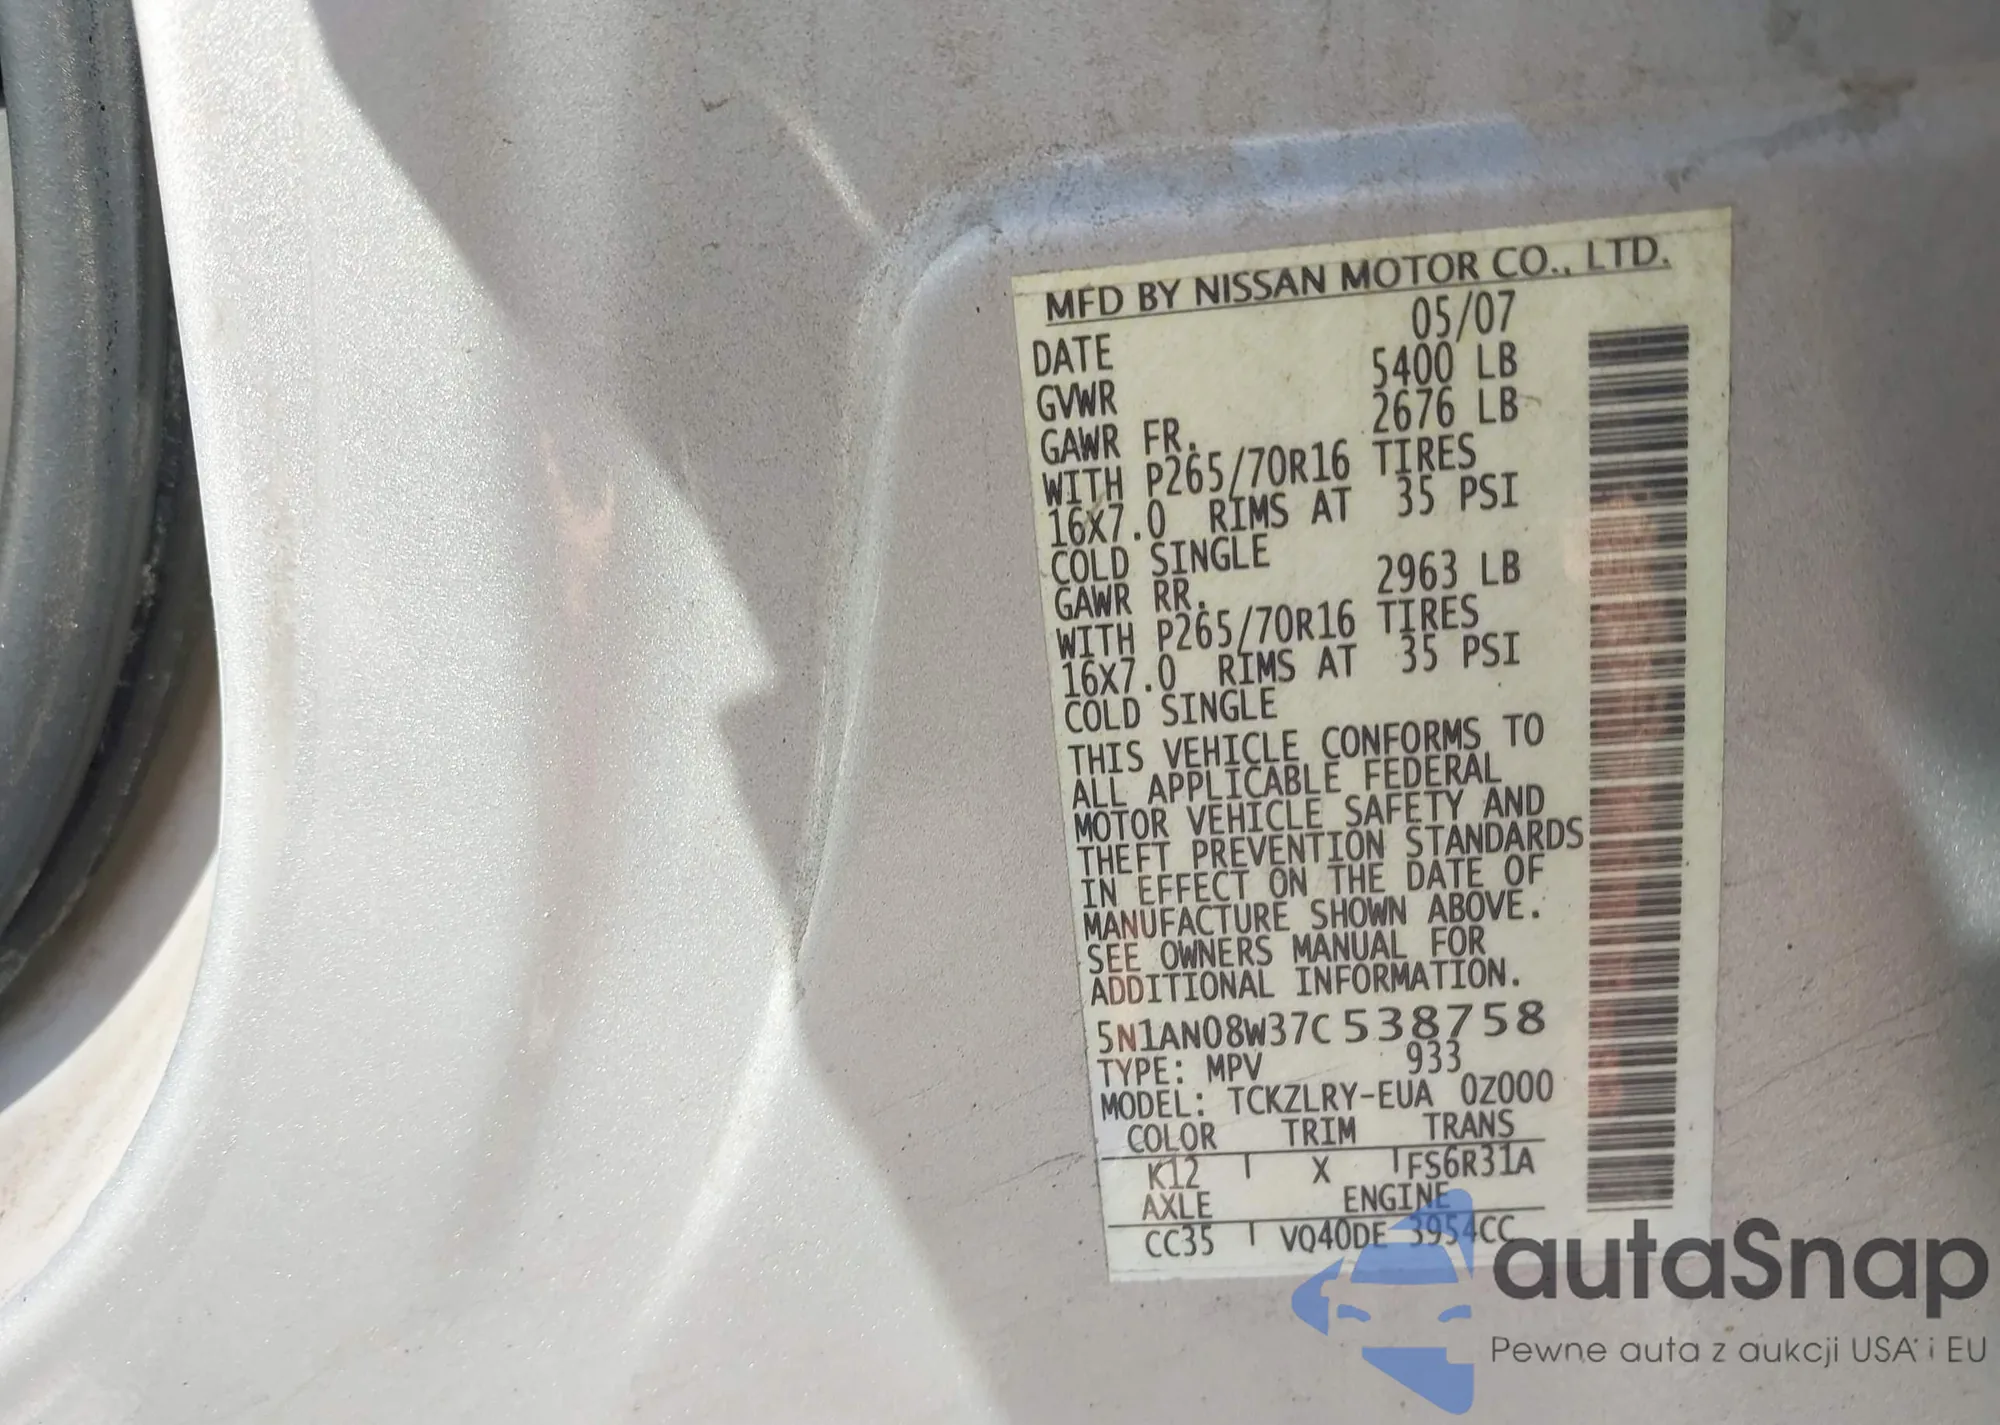 MFD BY NISSAN MOTOR CO., LTD.
DATE 05/07
GVWR 5400 LB
GAWR FR. 2676 LB
WITH P265/70R16 TIRES
16X7.0 RIMS AT 35 PSI
COLD SINGLE
GAWR RR. 2963 LB
WITH P265/70R16 TIRES
16X7.0 RIMS AT 35 PSI
COLD SINGLE
THIS VEHICLE CONFORMS TO
ALL APPLICABLE FEDERAL
MOTOR VEHICLE SAFETY AND
THEFT PREVENTION STANDARDS
IN EFFECT ON THE DATE OF
MANUFACTURE SHOWN ABOVE.
SEE OWNERS MANUAL FOR
ADDITIONAL INFORMATION.
5N1AN08W37C538758
TYPE: MPV 933
MODEL: TCKZLRY-EUA 0Z000
COLOR TRIM TRANS
K12 X FS6R31A
AXLE ENGINE
CC35 VQ40DE 3954CC
autaSnap
Pewne auta z aukcji USA i EU